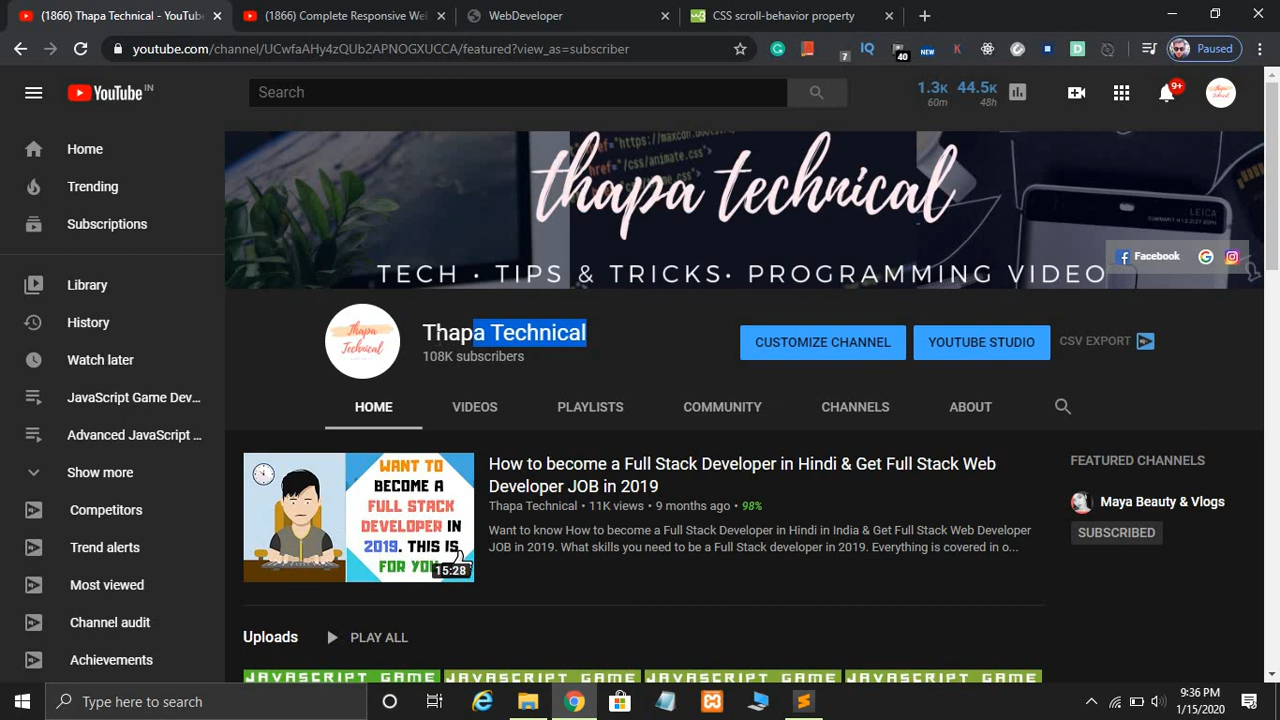 (1866) Thapa Technical - YouTub
(1866) Complete Responsive We
WebDeveloper
CSS scroll-behavior property
youtube.com/channel/UCwfaAHy4zQUb2APNOGXUCCA/featured?view_as=subscriber
7
IQ
40
NEW
K
D
Paused
YouTube IN
Search
1.3K 44.5K
60m 48h
9+
Home
Trending
Subscriptions
Library
History
Watch later
JavaScript Game Dev...
Advanced JavaScript ...
Show more
Competitors
Trend alerts
Most viewed
Channel audit
Achievements
thapa technical
TECH • TIPS & TRICKS• PROGRAMMING VIDEO
Facebook
LEICA
Thapa Technical
Thapa Technical
108K subscribers
CUSTOMIZE CHANNEL
YOUTUBE STUDIO
CSV EXPORT
HOME
VIDEOS
PLAYLISTS
COMMUNITY
CHANNELS
ABOUT
WANT TO
BECOME A
FULL STACK
DEVELOPER IN
2019. THIS IS
FOR YOU
15:28
How to become a Full Stack Developer in Hindi & Get Full Stack Web
Developer JOB in 2019
Thapa Technical • 11K views • 9 months ago • 98%
Want to know How to become a Full Stack Developer in Hindi in India & Get Full Stack Web Developer
JOB in 2019. What skills you need to be a Full Stack developer in 2019. Everything is covered in o...
FEATURED CHANNELS
Maya Beauty & Vlogs
SUBSCRIBED
Uploads
PLAY ALL
JAVASCRIPT GAME JAVASCRIPT GAME JAVASCRIPT GAME JAVASCRIPT GAME
Type here to search
9:36 PM
1/15/2020